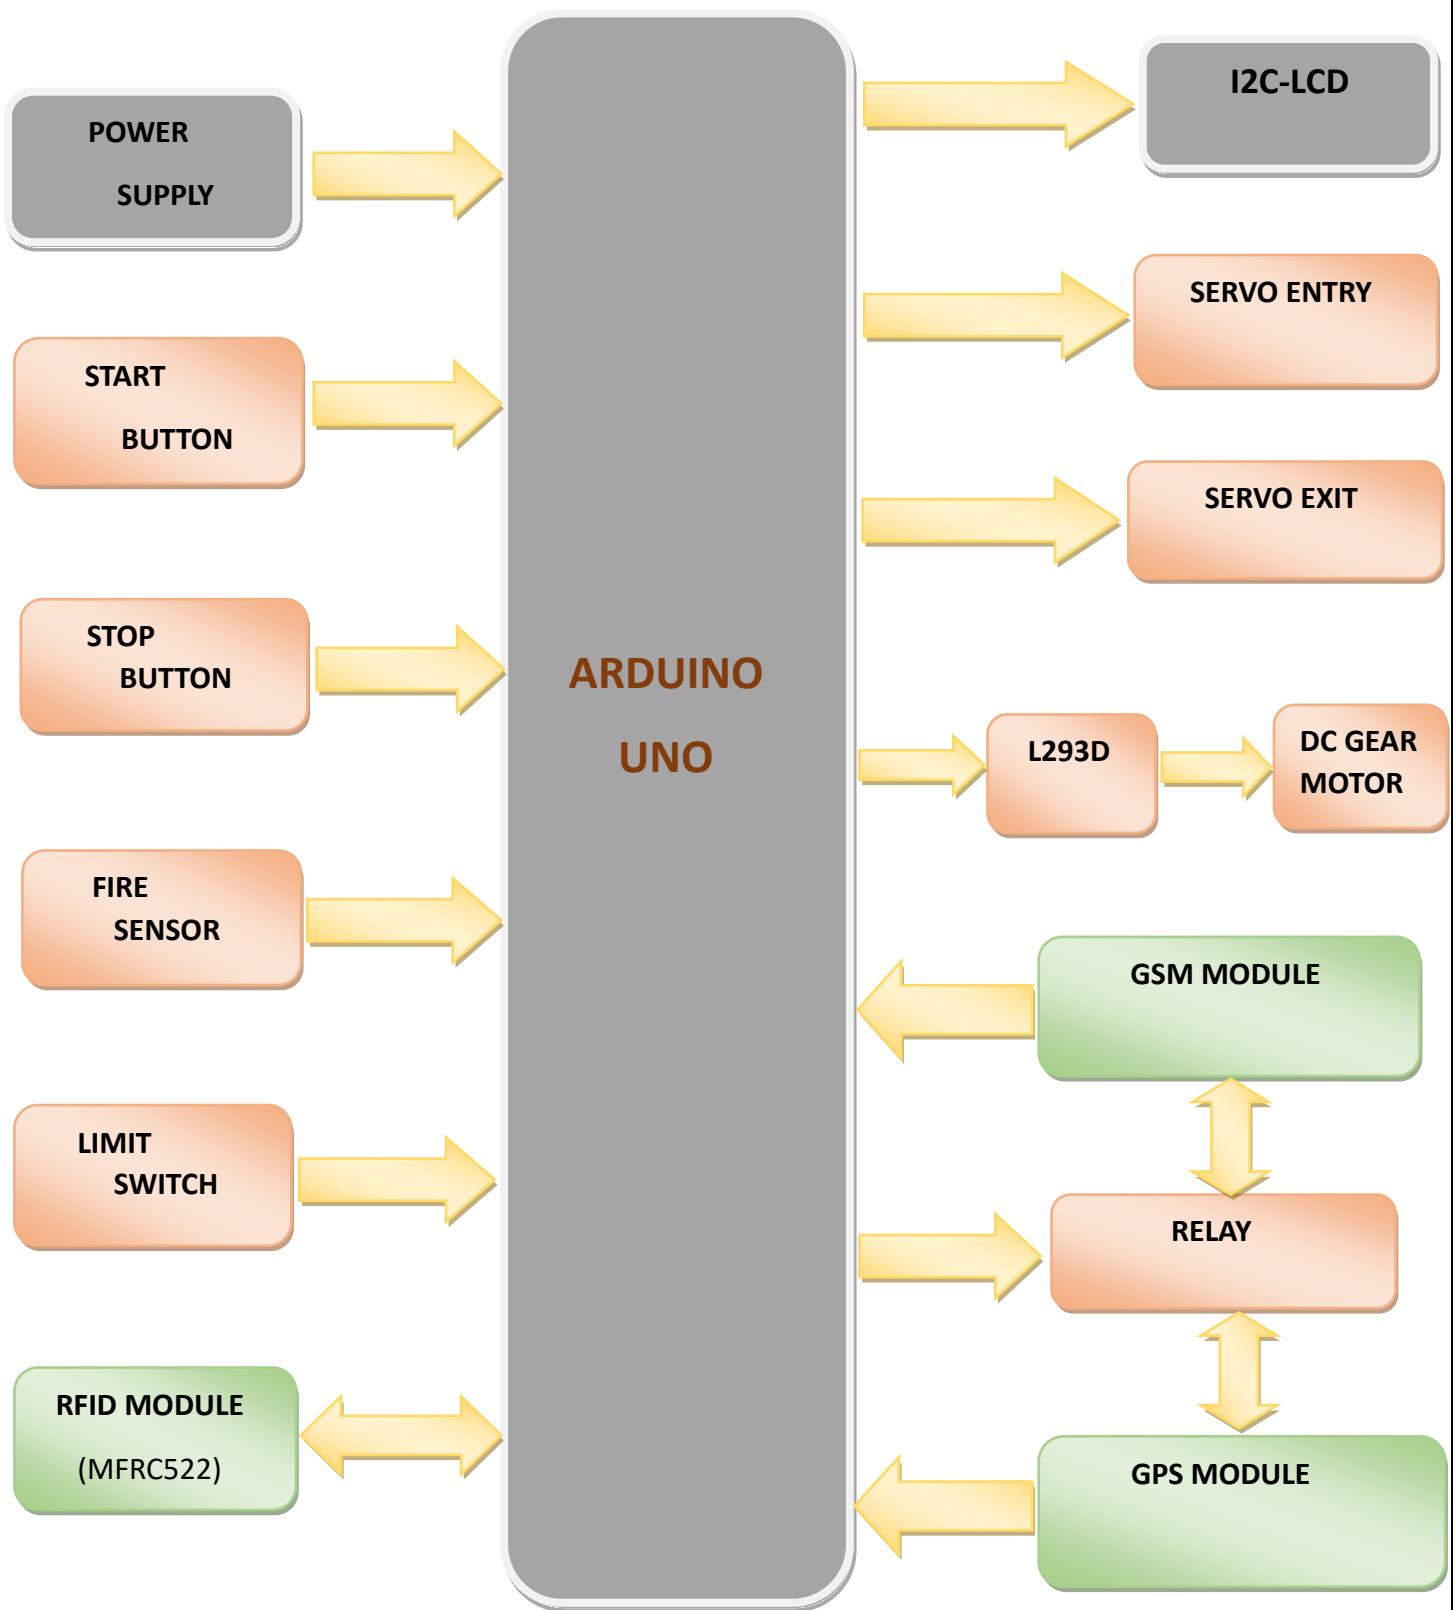 POWER
SUPPLY
START
BUTTON
STOP
BUTTON
FIRE
SENSOR
LIMIT
SWITCH
RFID MODULE
(MFRC522)
ARDUINO
UNO
I2C-LCD
SERVO ENTRY
SERVO EXIT
L293D
DC GEAR
MOTOR
GSM MODULE
RELAY
GPS MODULE